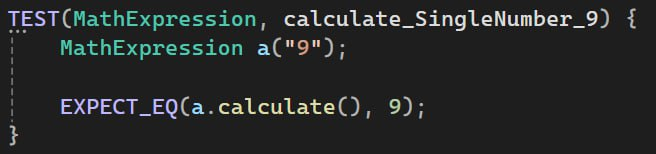 TEST(MathExpression, calculate_SingleNumber_9) {
    MathExpression a("9");

    EXPECT_EQ(a.calculate(), 9);
}